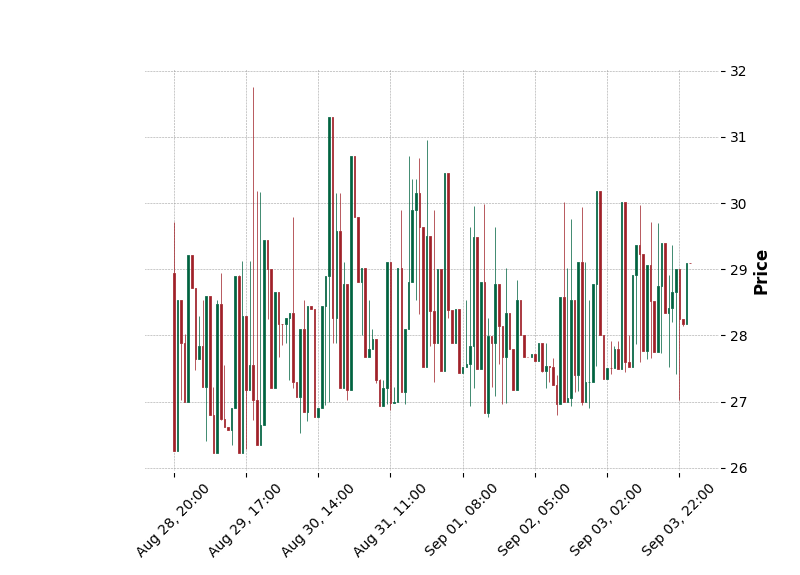 32
31
30
29
28
27
26
Price
Aug 28, 20:00
Aug 29, 17:00
Aug 30, 14:00
Aug 31, 11:00
Sep 01, 08:00
Sep 02, 05:00
Sep 03, 02:00
Sep 03, 22:00